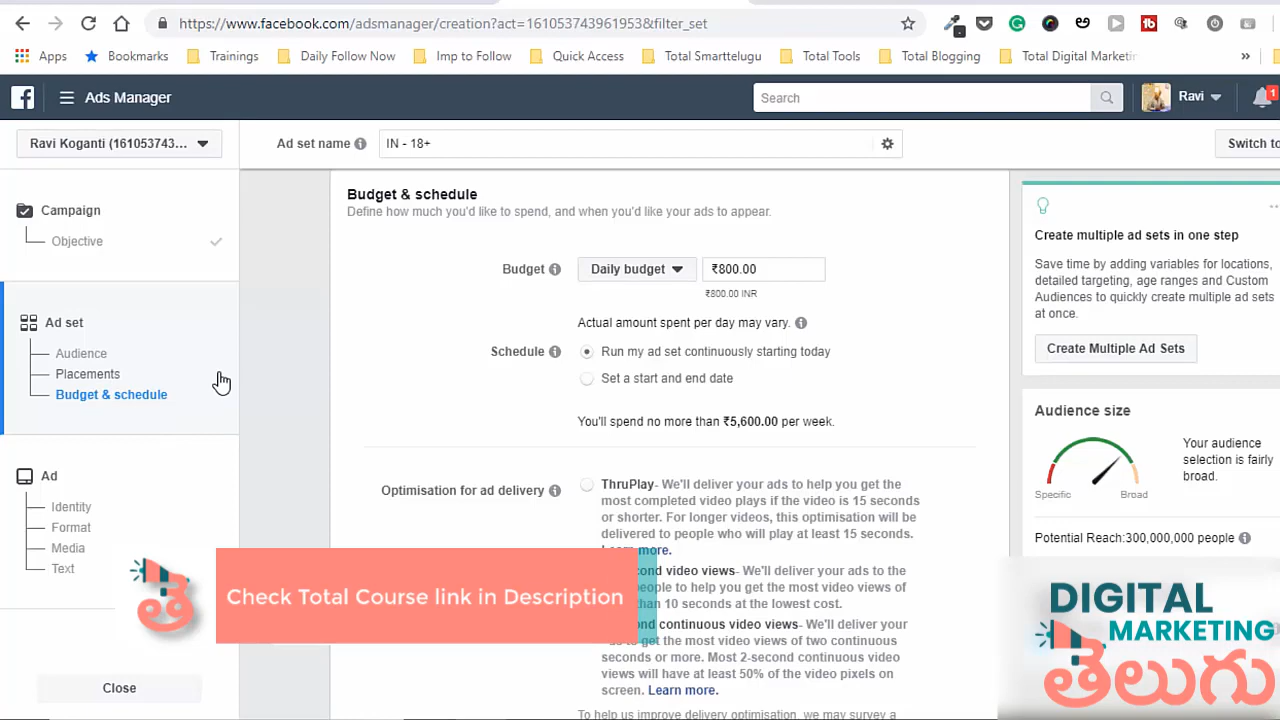 https://www.facebook.com/adsmanager/creation?act=161053743961953&filter_set
Apps Bookmarks Trainings Daily Follow Now Imp to Follow Quick Access Total Smarttelugu Total Tools Total Blogging Total Digital Marketin »
Ads Manager Search Ravi 1
Ravi Koganti (161053743... Ad set name IN - 18+ Switch to
Campaign
Objective
Ad set
Audience
Placements
Budget & schedule
Ad
Identity
Format
Media
Text
Close
Budget & schedule
Define how much you'd like to spend, and when you'd like your ads to appear.
Budget Daily budget ₹800.00
₹800.00 INR
Actual amount spent per day may vary.
Schedule Run my ad set continuously starting today
Set a start and end date
You'll spend no more than ₹5,600.00 per week.
Optimisation for ad delivery ThruPlay- We'll deliver your ads to help you get the
most completed video plays if the video is 15 seconds
or shorter. For longer videos, this optimisation will be
delivered to people who will play at least 15 seconds.
more.
cond video views- We'll deliver your ads to the
people to help you get the most video views of
than 10 seconds at the lowest cost.
ond continuous video views- We'll deliver your
get the most video views of two continuous
seconds or more. Most 2-second continuous video
views will have at least 50% of the video pixels on
screen. Learn more.
To help us improve delivery optimisation, we may survey a
Create multiple ad sets in one step
Save time by adding variables for locations,
detailed targeting, age ranges and Custom
Audiences to quickly create multiple ad sets
at once.
Create Multiple Ad Sets
Audience size
Your audience
selection is fairly
broad.
Specific Broad
Potential Reach:300,000,000 people
తె
Check Total Course link in Description
DIGITAL
MARKETING
తెలుగు